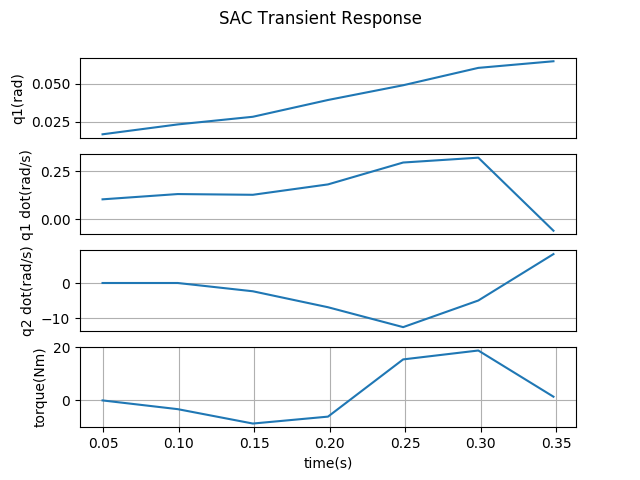 SAC Transient Response
q1(rad)
0.050
0.025
q1 dot(rad/s)
0.25
0.00
q2 dot(rad/s)
0
−10
torque(Nm)
20
0
0.05 0.10 0.15 0.20 0.25 0.30 0.35
time(s)